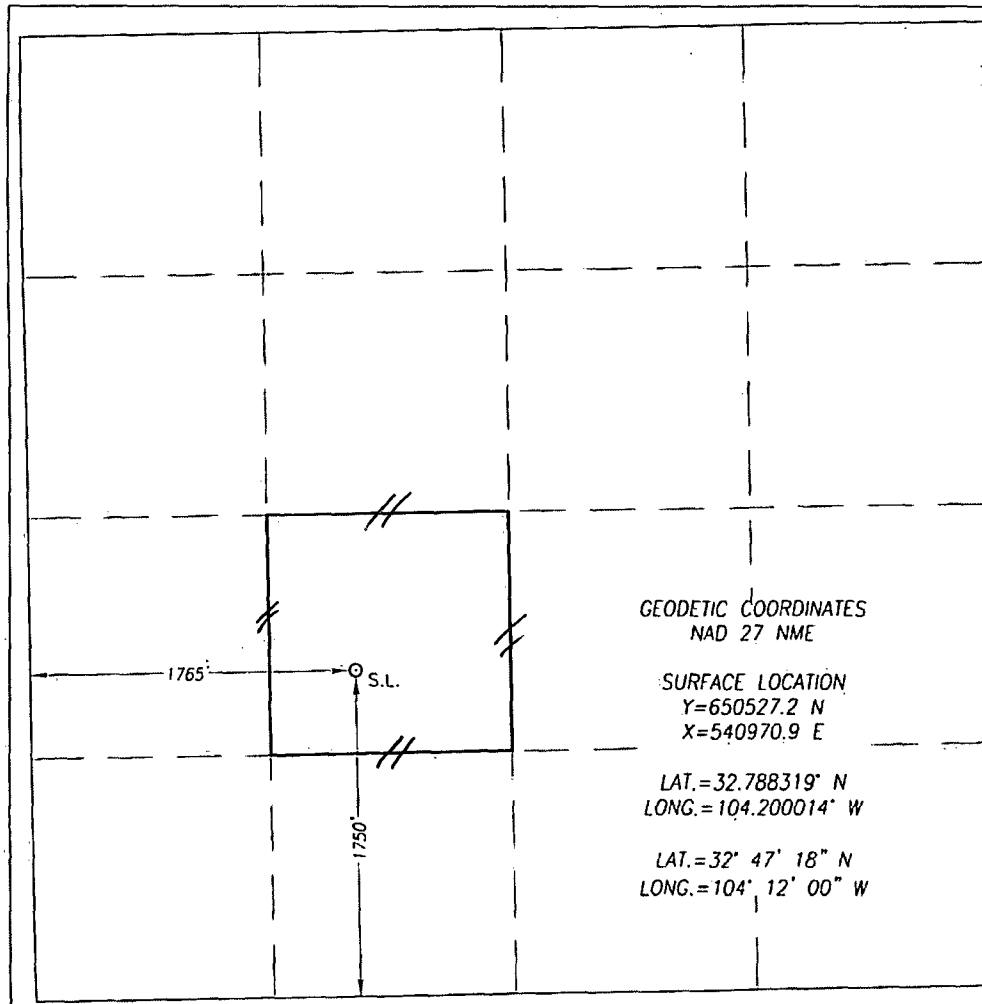 GEODETIC COORDINATES
NAD 27 NME
SURFACE LOCATION
Y=650527.2 N
X=540970.9 E
LAT.=32.788319° N
LONG.=104.200014° W
LAT.=32° 47' 18" N
LONG.=104° 12' 00" W
1765'
S.L.
1750'